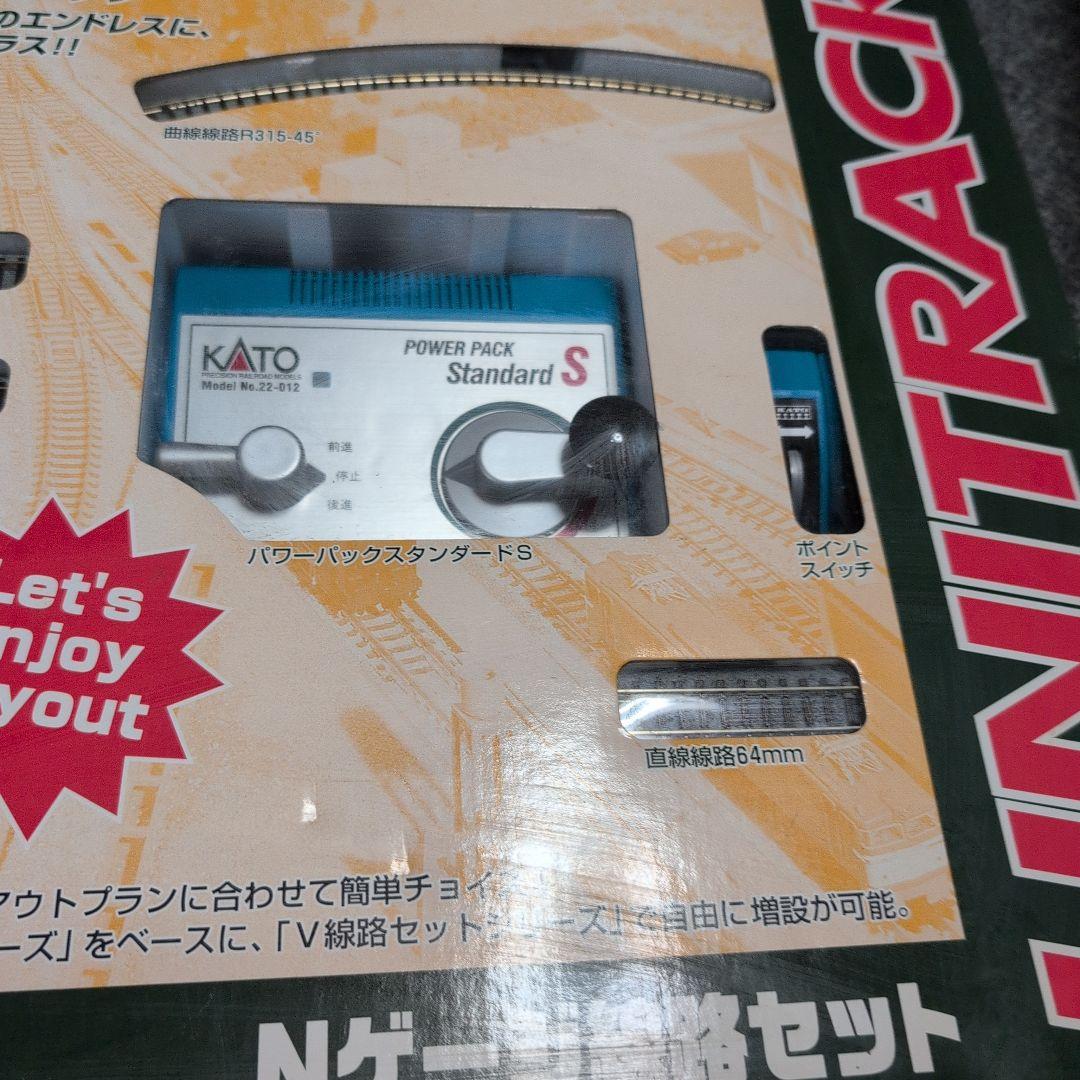 のエンドレスに、
ラス!!
曲線線路R315-45°
KATO
PRECISION RAILROAD MODELS
Model No.22-012
POWER PACK
Standard S
前進
停止
後進
KATO
パワーパックスタンダードS
ポイント
スイッチ
Let's
njoy
yout
直線線路64mm
アウトプランに合わせて簡単チョイ
ーズ」をベースに、「V線路セットシリーズ」で自由に増設が可能。
Nゲージ線路セット
UNITRACK